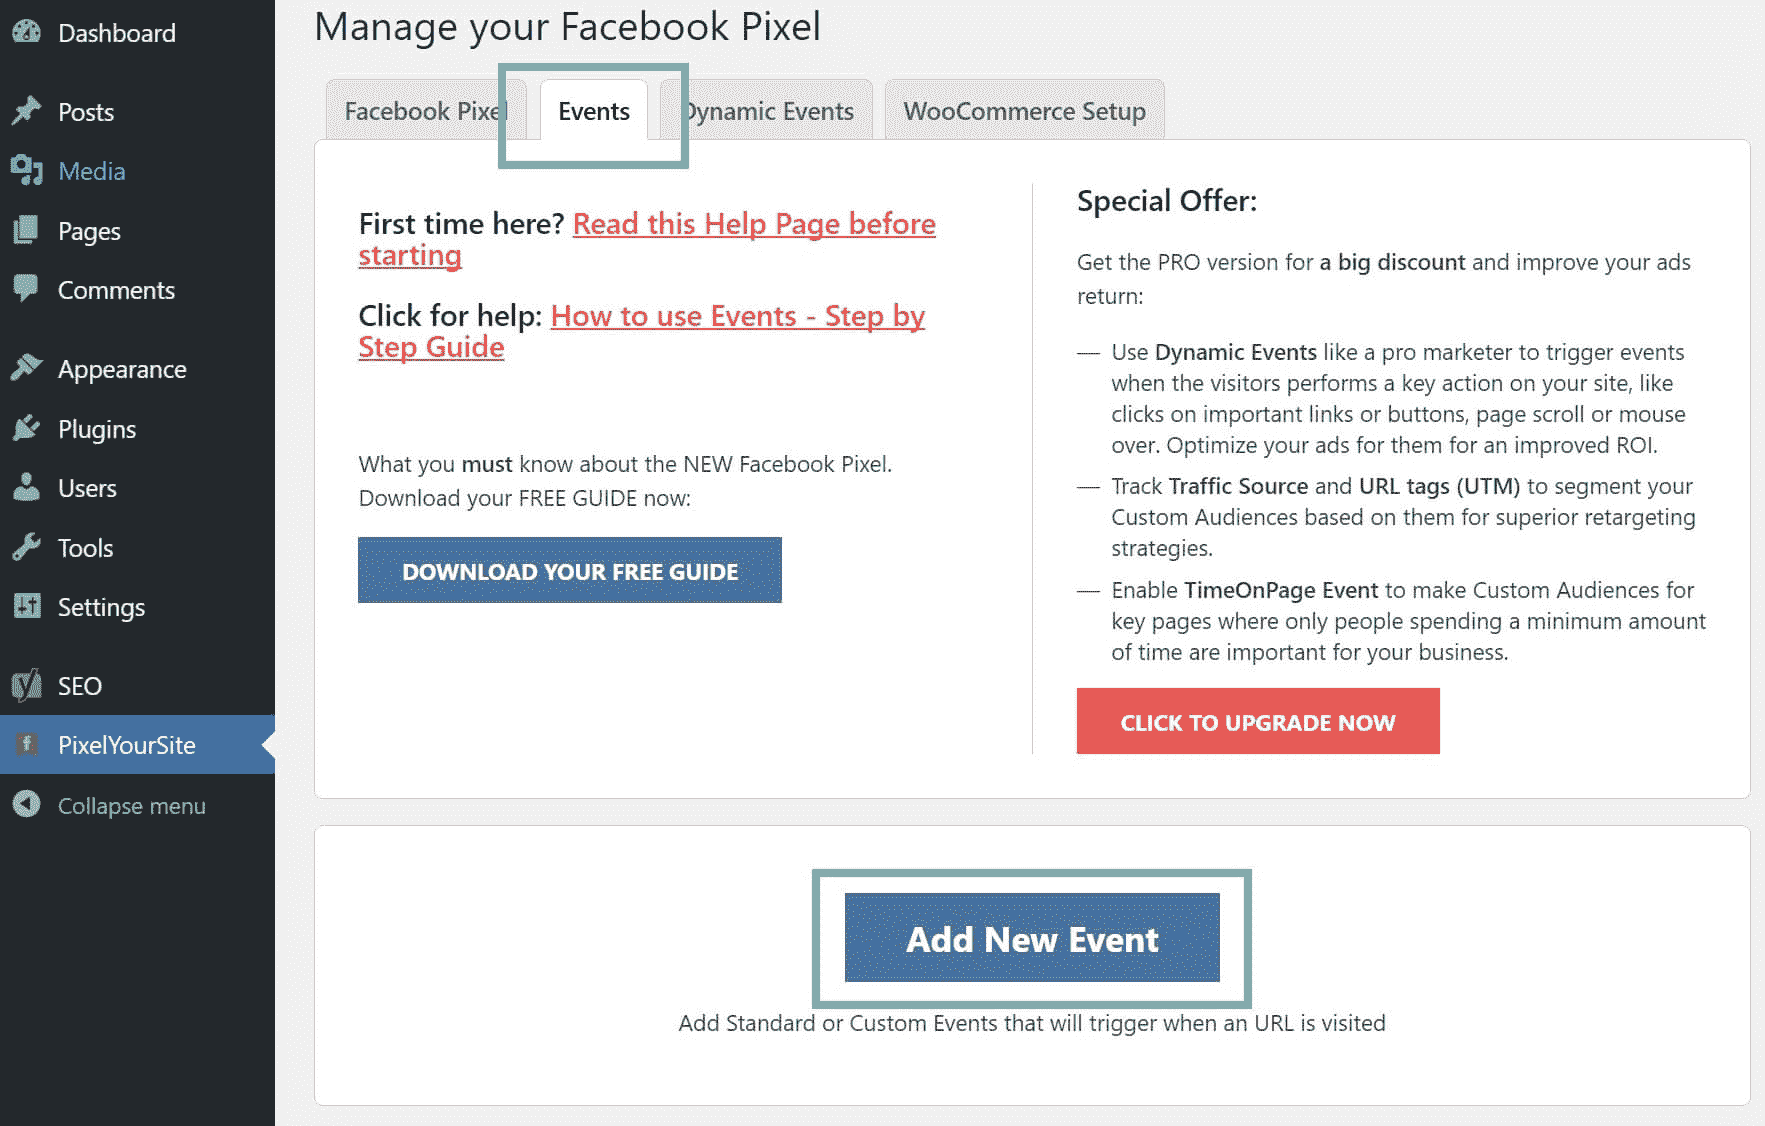 Dashboard
Posts
Media
Pages
Comments
Appearance
Plugins
Users
Tools
Settings
SEO
PixelYourSite
Collapse menu
Manage your Facebook Pixel
Facebook Pixel
Events
Dynamic Events
WooCommerce Setup
First time here? Read this Help Page before
starting
Click for help: How to use Events - Step by
Step Guide
What you must know about the NEW Facebook Pixel.
Download your FREE GUIDE now:
DOWNLOAD YOUR FREE GUIDE
Special Offer:
Get the PRO version for a big discount and improve your ads
return:
— Use Dynamic Events like a pro marketer to trigger events
when the visitors performs a key action on your site, like
clicks on important links or buttons, page scroll or mouse
over. Optimize your ads for them for an improved ROI.
— Track Traffic Source and URL tags (UTM) to segment your
Custom Audiences based on them for superior retargeting
strategies.
— Enable TimeOnPage Event to make Custom Audiences for
key pages where only people spending a minimum amount
of time are important for your business.
CLICK TO UPGRADE NOW
Add New Event
Add Standard or Custom Events that will trigger when an URL is visited